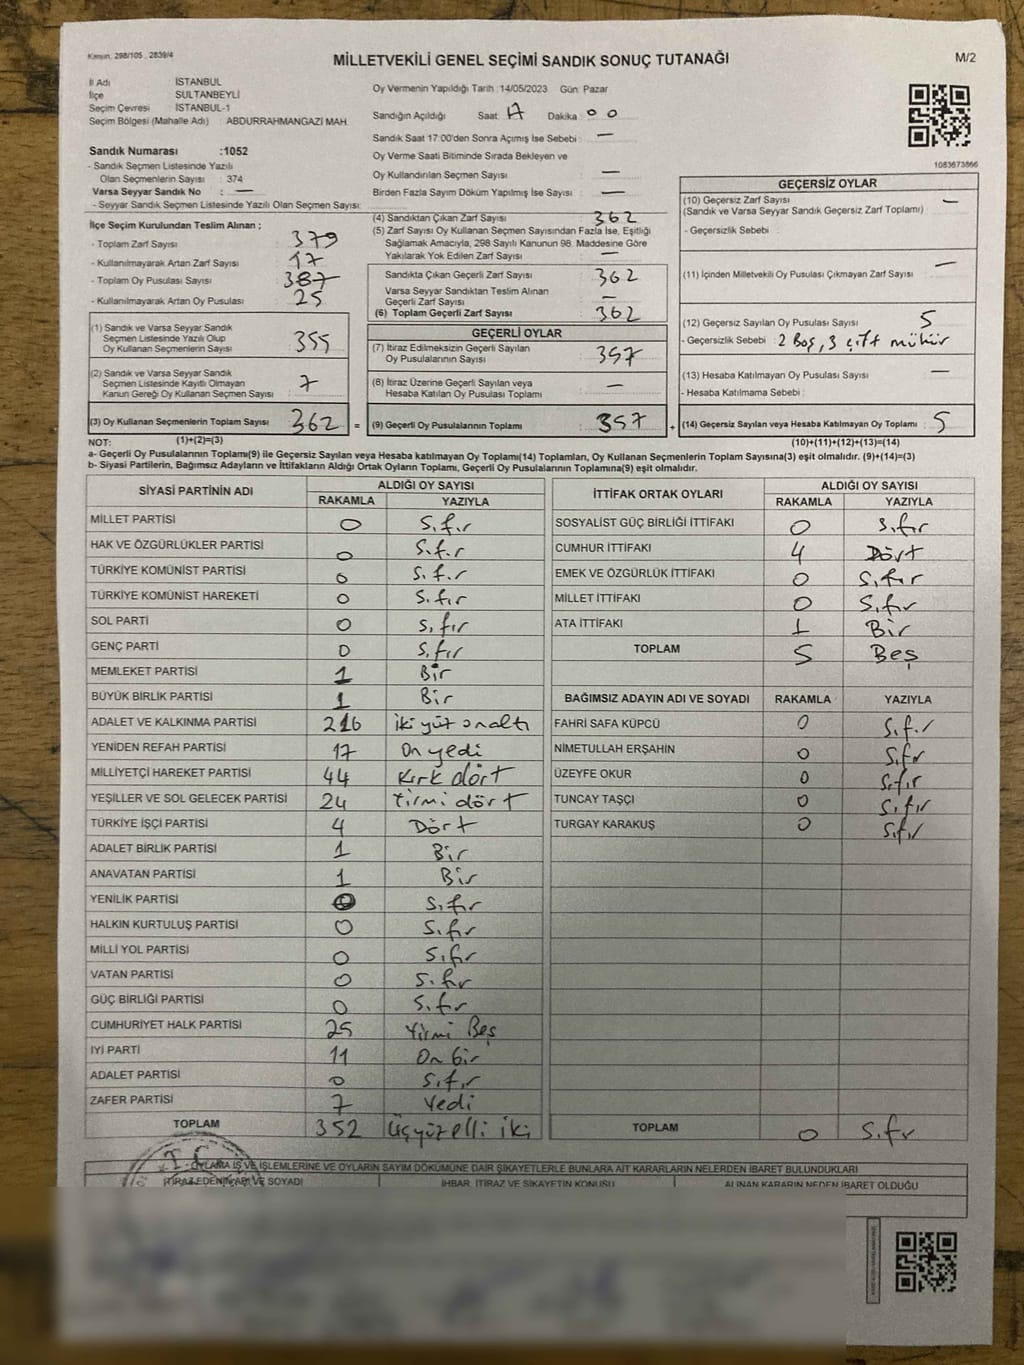 Kanun, 298/105 , 2839/4
MİLLETVEKİLİ GENEL SEÇİMİ SANDIK SONUÇ TUTANAĞI
M/2
İl Adı İSTANBUL
İlçe SULTANBEYLİ
Seçim Çevresi İSTANBUL-1
Seçim Bölgesi (Mahalle Adı) : ABDURRAHMANGAZİ MAH.
Sandık Numarası :1052
- Sandık Seçmen Listesinde Yazılı
Olan Seçmenlerin Sayısı : 374
Varsa Seyyar Sandık No : —
- Seyyar Sandık Seçmen Listesinde Yazılı Olan Seçmen Sayısı:
Oy Vermenin Yapıldığı Tarih :14/05/2023 Gün: Pazar
Sandığın Açıldığı Saat: 17 Dakika: 00
Sandık Saat 17:00'den Sonra Açımış İse Sebebi : —
Oy Verme Saati Bitiminde Sırada Bekleyen ve
Oy Kullandırılan Seçmen Sayısı : —
Birden Fazla Sayım Döküm Yapılmış İse Sayısı : —
1083673866
İlçe Seçim Kurulundan Teslim Alınan ;
- Toplam Zarf Sayısı : 379
- Kullanılmayarak Artan Zarf Sayısı : 17
- Toplam Oy Pusulası Sayısı : 387
- Kullanılmayarak Artan Oy Pusulası : 25
(1) Sandık ve Varsa Seyyar Sandık
Seçmen Listesinde Yazılı Olup
Oy Kullanan Seçmenlerin Sayısı : 355
(2) Sandık ve Varsa Seyyar Sandık
Seçmen Listesinde Kayıtlı Olmayan
Kanun Gereği Oy Kullanan Seçmen Sayısı : 7
(3) Oy Kullanan Seçmenlerin Toplam Sayısı : 362 =
(1)+(2)=(3)
(4) Sandıktan Çıkan Zarf Sayısı : 362
(5) Zarf Sayısı Oy Kullanan Seçmen Sayısından Fazla İse, Eşitliği
Sağlamak Amacıyla, 298 Sayılı Kanunun 98. Maddesine Göre
Yakılarak Yok Edilen Zarf Sayısı : —
Sandıkta Çıkan Geçerli Zarf Sayısı : 362
Varsa Seyyar Sandıktan Teslim Alınan
Geçerli Zarf Sayısı : —
(6) Toplam Geçerli Zarf Sayısı : 362
GEÇERLİ OYLAR
(7) İtiraz Edilmeksizin Geçerli Sayılan
Oy Pusulalarının Sayısı : 357
(8) İtiraz Üzerine Geçerli Sayılan veya
Hesaba Katılan Oy Pusulası Toplamı : —
(9) Geçerli Oy Pusulalarının Toplamı : 357 +
GEÇERSİZ OYLAR
(10) Geçersiz Zarf Sayısı : —
(Sandık ve Varsa Seyyar Sandık Geçersiz Zarf Toplamı)
- Geçersizlik Sebebi :
(11) İçinden Milletvekili Oy Pusulası Çıkmayan Zarf Sayısı : —
(12) Geçersiz Sayılan Oy Pusulası Sayısı : 5
- Geçersizlik Sebebi : 2 Boş, 3 çift mühür
(13) Hesaba Katılmayan Oy Pusulası Sayısı : —
- Hesaba Katılmama Sebebi :
(14) Geçersiz Sayılan veya Hesaba Katılmayan Oy Toplamı : 5
(10)+(11)+(12)+(13)=(14)
NOT:
a- Geçerli Oy Pusulalarının Toplamı(9) ile Geçersiz Sayılan veya Hesaba katılmayan Oy Toplamı(14) Toplamları, Oy Kullanan Seçmenlerin Toplam Sayısına(3) eşit olmalıdır. (9)+(14)=(3)
b- Siyasi Partilerin, Bağımsız Adayların ve İttifakların Aldığı Ortak Oyların Toplamı, Geçerli Oy Pusulalarının Toplamına(9) eşit olmalıdır.
SİYASİ PARTİNİN ADI ALDIĞI OY SAYISI
RAKAMLA YAZIYLA
MİLLET PARTİSİ 0 Sıfır
HAK VE ÖZGÜRLÜKLER PARTİSİ 0 Sıfır
TÜRKİYE KOMÜNİST PARTİSİ 0 Sıfır
TÜRKİYE KOMÜNİST HAREKETİ 0 Sıfır
SOL PARTİ 0 Sıfır
GENÇ PARTİ 0 Sıfır
MEMLEKET PARTİSİ 1 Bir
BÜYÜK BİRLİK PARTİSİ 1 Bir
ADALET VE KALKINMA PARTİSİ 216 iki yüz onaltı
YENİDEN REFAH PARTİSİ 17 On yedi
MİLLİYETÇİ HAREKET PARTİSİ 44 Kırk dört
YEŞİLLER VE SOL GELECEK PARTİSİ 24 Yirmi dört
TÜRKİYE İŞÇİ PARTİSİ 4 Dört
ADALET BİRLİK PARTİSİ 1 Bir
ANAVATAN PARTİSİ 1 Bir
YENİLİK PARTİSİ 0 Sıfır
HALKIN KURTULUŞ PARTİSİ 0 Sıfır
MİLLİ YOL PARTİSİ 0 Sıfır
VATAN PARTİSİ 0 Sıfır
GÜÇ BİRLİĞİ PARTİSİ 0 Sıfır
CUMHURİYET HALK PARTİSİ 25 Yirmi Beş
İYİ PARTİ 11 On bir
ADALET PARTİSİ 0 Sıfır
ZAFER PARTİSİ 7 Yedi
TOPLAM 352 Üçyüzelli iki
İTTİFAK ORTAK OYLARI ALDIĞI OY SAYISI
RAKAMLA YAZIYLA
SOSYALİST GÜÇ BİRLİĞİ İTTİFAKI 0 Sıfır
CUMHUR İTTİFAKI 4 Dört
EMEK VE ÖZGÜRLÜK İTTİFAKI 0 Sıfır
MİLLET İTTİFAKI 0 Sıfır
ATA İTTİFAKI 1 Bir
TOPLAM 5 Beş
BAĞIMSIZ ADAYIN ADI VE SOYADI RAKAMLA YAZIYLA
FAHRİ SAFA KÜPCÜ 0 Sıfır
NİMETULLAH ERŞAHİN 0 Sıfır
ÜZEYFE OKUR 0 Sıfır
TUNCAY TAŞÇI 0 Sıfır
TURGAY KARAKUŞ 0 Sıfır
TOPLAM 0 Sıfır
T.C.
OYLAMA İŞ VE İŞLEMLERİNE VE OYLARIN SAYIM DÖKÜMÜNE DAİR ŞİKAYETLERLE BUNLARA AİT KARARLARIN NELERDEN İBARET BULUNDUKLARI
İTİRAZ EDENİN ADI VE SOYADI İHBAR, İTİRAZ VE ŞİKAYETİN KONUSU ALINAN KARARIN NEDEN İBARET OLDUĞU